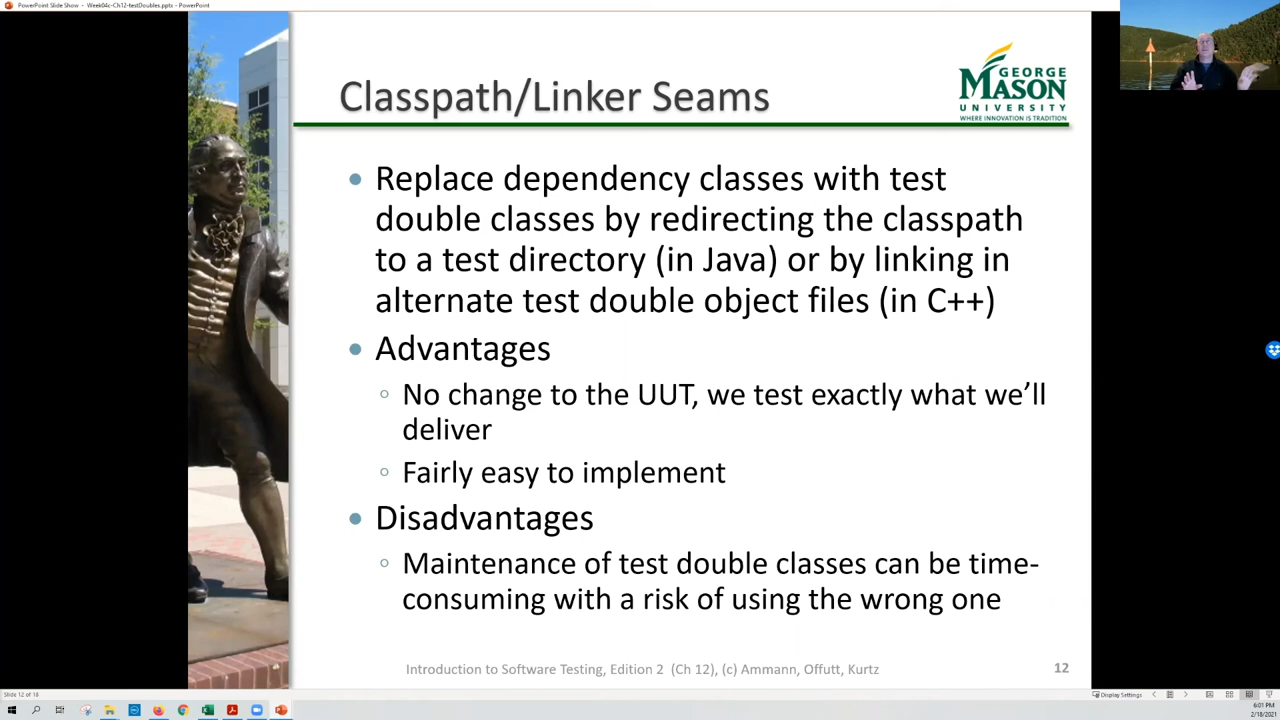 PowerPoint Slide Show - Week04c-Ch12-testDoubles.pptx - PowerPoint
Classpath/Linker Seams
GEORGE
MASON
UNIVERSITY
WHERE INNOVATION IS TRADITION
• Replace dependency classes with test
double classes by redirecting the classpath
to a test directory (in Java) or by linking in
alternate test double object files (in C++)
• Advantages
◦ No change to the UUT, we test exactly what we’ll
deliver
◦ Fairly easy to implement
• Disadvantages
◦ Maintenance of test double classes can be time-
consuming with a risk of using the wrong one
Introduction to Software Testing, Edition 2 (Ch 12), (c) Ammann, Offutt, Kurtz
12
Slide 12 of 18
Display Settings
6:01 PM
2/18/2021